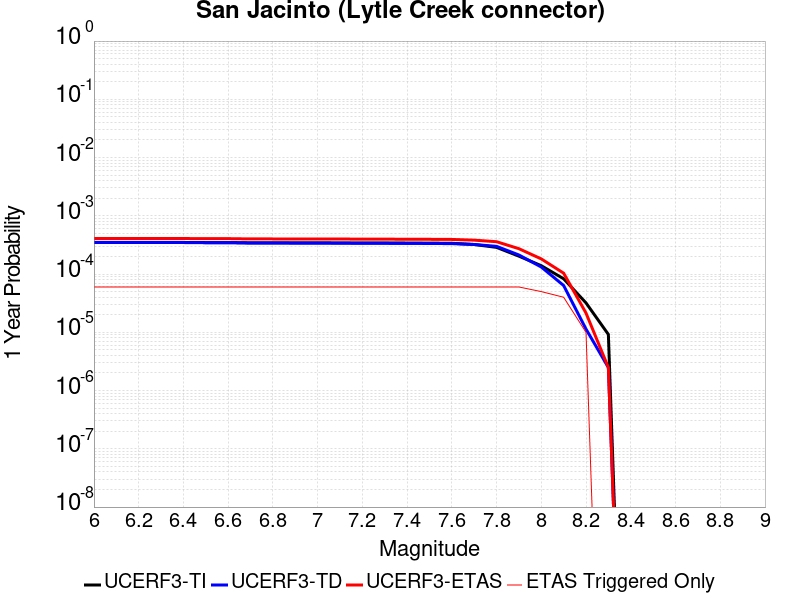 San Jacinto (Lytle Creek connector)
10^0
10^-1
10^-2
10^-3
10^-4
10^-5
10^-6
10^-7
10^-8
1 Year Probability
6 6.2 6.4 6.6 6.8 7 7.2 7.4 7.6 7.8 8 8.2 8.4 8.6 8.8 9
Magnitude
UCERF3-TI UCERF3-TD UCERF3-ETAS ETAS Triggered Only